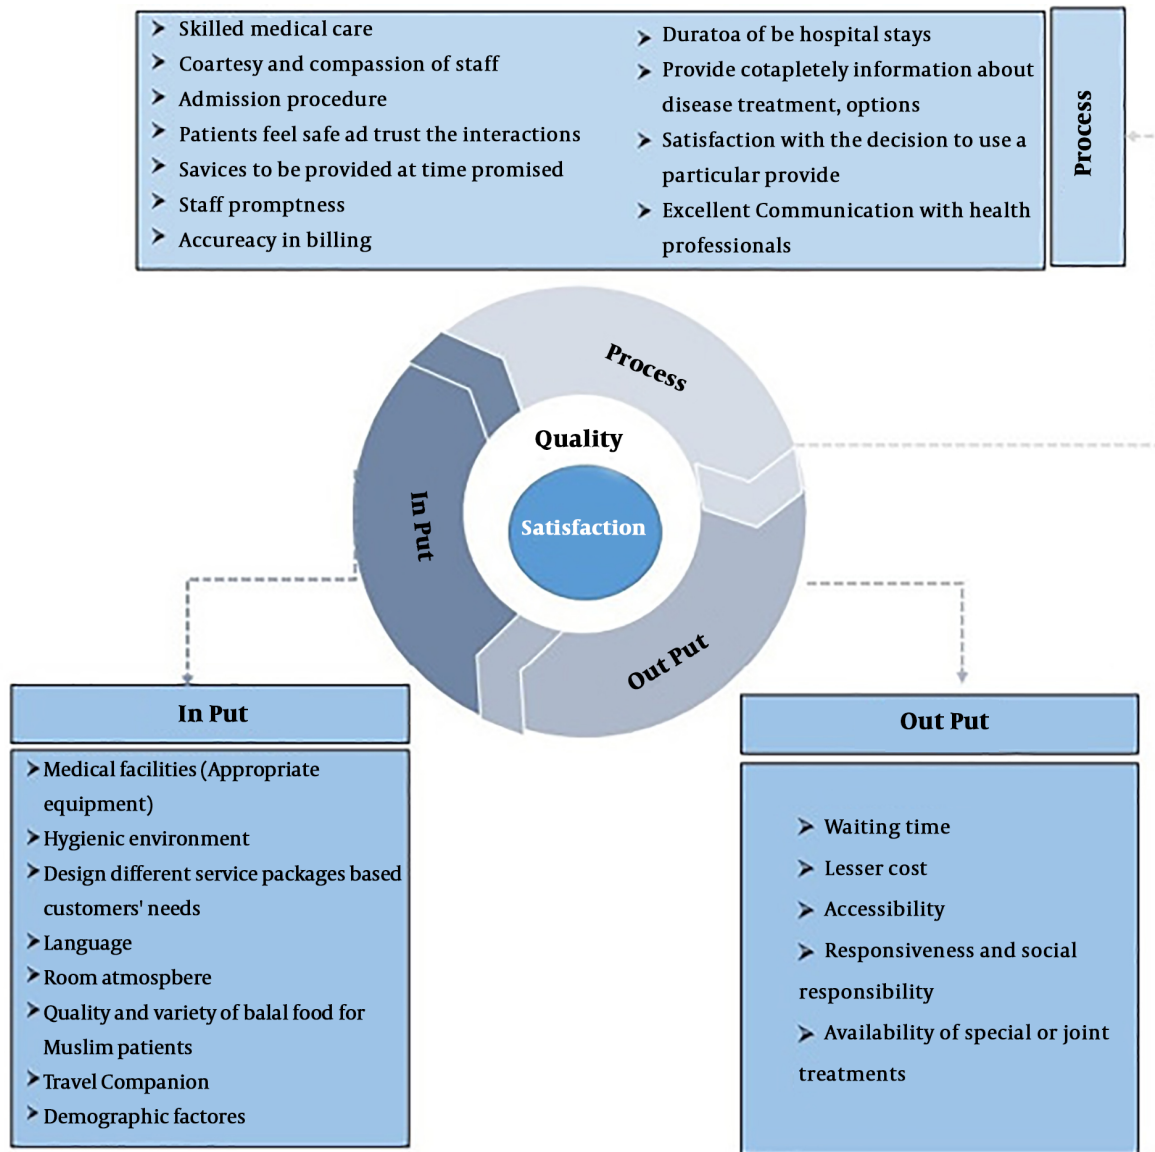 Skilled medical care
Coartesy and compassion of staff
Admission procedure
Patients feel safe ad trust the interactions
Savices to be provided at time promised
Staff promptness
Accureacy in billing
Duratoa of be hospital stays
Provide cotapletely information about
disease treatment, options
Satisfaction with the decision to use a
particular provide
Excellent Communication with health
professionals
Process
Process
Quality
Satisfaction
In Put
Out Put
In Put
Medical facilities (Appropriate
equipment)
Hygienic environment
Design different service packages based
customers' needs
Language
Room atmospbere
Quality and variety of balal food for
Muslim patients
Travel Companion
Demographic factores
Out Put
Waiting time
Lesser cost
Accessibility
Responsiveness and social
responsibility
Availability of special or joint
treatments